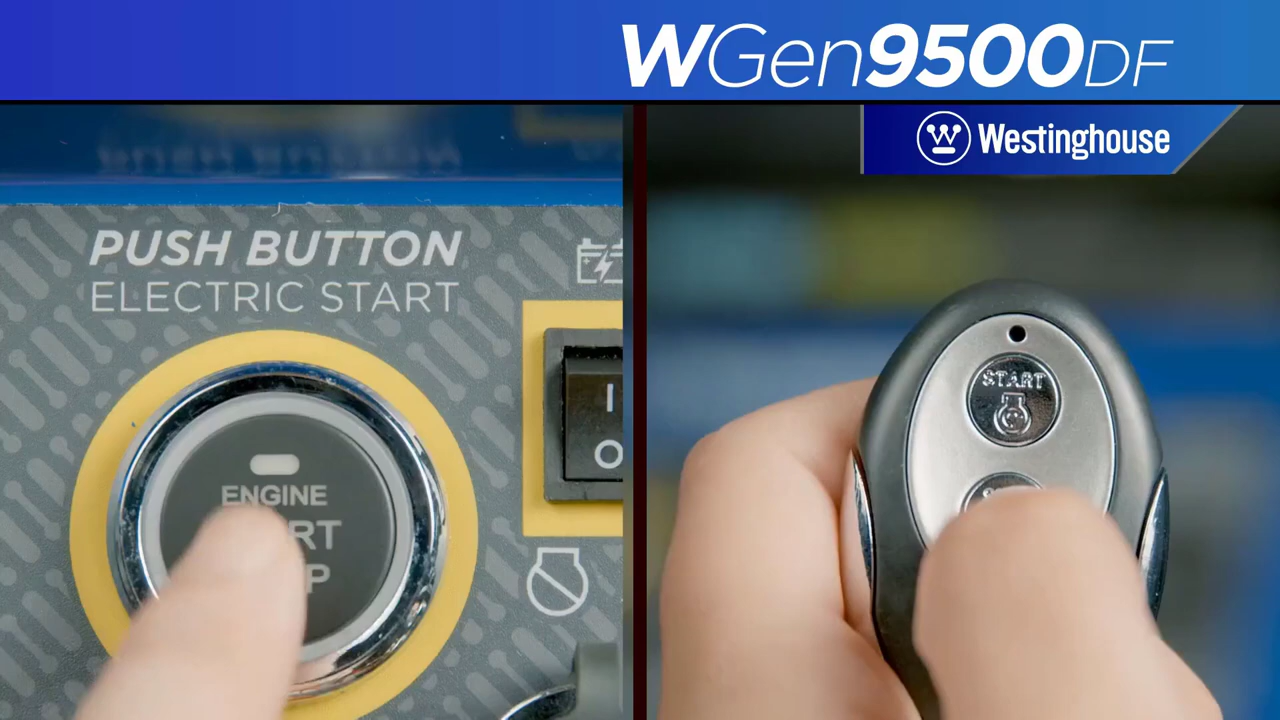 WGen9500DF
Westinghouse
PUSH BUTTON
ELECTRIC START
ENGINE
I
O
START